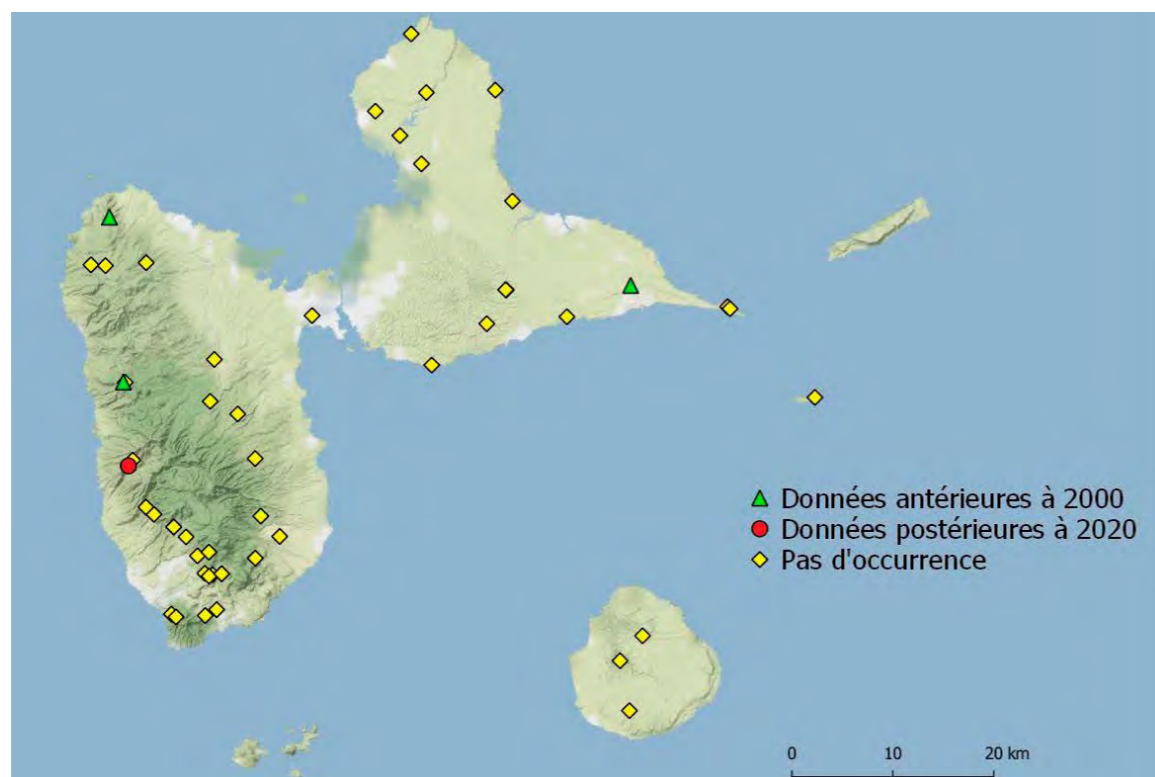 Données antérieures à 2000
Données postérieures à 2020
Pas d'occurrence
0 10 20 km